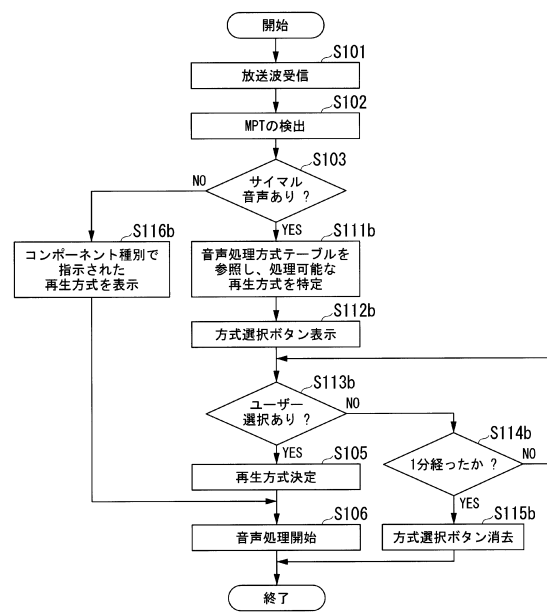 開始
S101
放送波受信
S102
MPTの検出
S103
サイマル
音声あり ?
NO
YES
S116b
コンポーネント種別で
指示された
再生方式を表示
S111b
音声処理方式テーブルを
参照し、処理可能な
再生方式を特定
S112b
方式選択ボタン表示
S113b
ユーザー
選択あり ?
NO
YES
S114b
1分経ったか ?
NO
YES
S105
再生方式決定
S115b
方式選択ボタン消去
S106
音声処理開始
終了